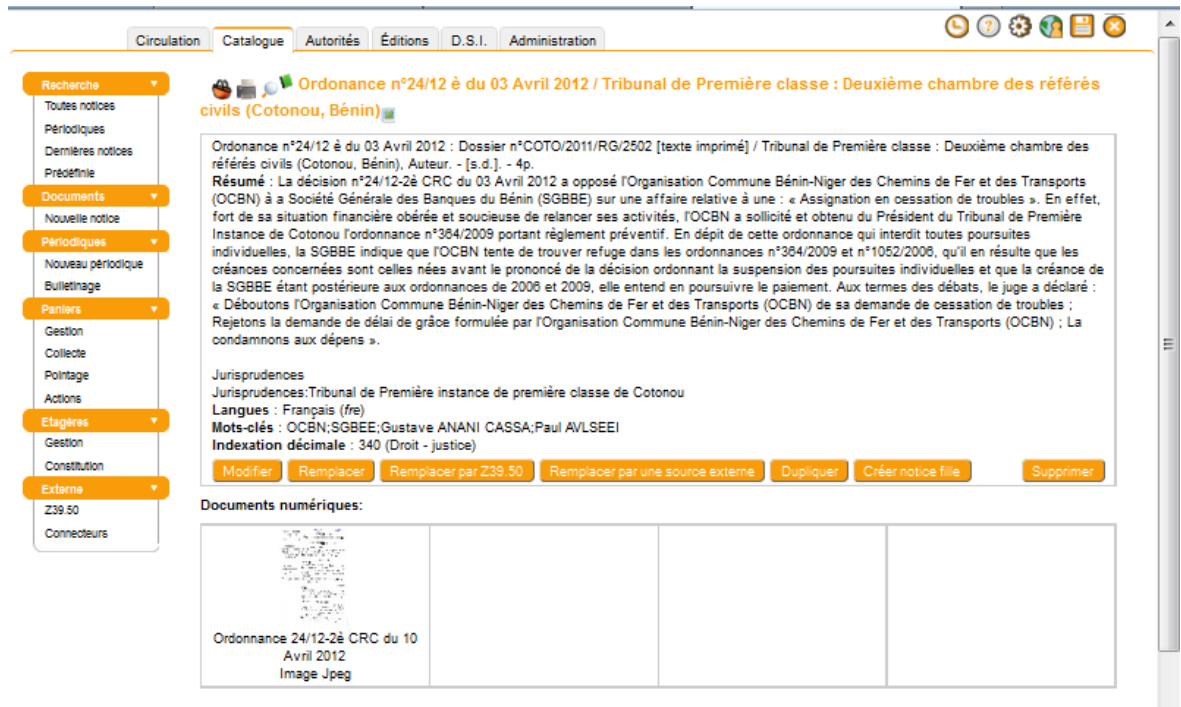 Circulation Catalogue Autorités Éditions D.S.I. Administration
Recherche
Toutes notices
Périodiques
Dernières notices
Prédéfinie
Documents
Nouvelle notice
Périodiques
Nouveau périodique
Bulletinage
Paniers
Gestion
Collecte
Pointage
Actions
Etagères
Gestion
Constitution
Externe
Z39.50
Connecteurs
Ordonance n°24/12 è du 03 Avril 2012 / Tribunal de Première classe : Deuxième chambre des référés
civils (Cotonou, Bénin)
Ordonance n°24/12 è du 03 Avril 2012 : Dossier n°COTO/2011/RG/2502 [texte imprimé] / Tribunal de Première classe : Deuxième chambre des
référés civils (Cotonou, Bénin), Auteur. - [s.d.]. - 4p.
Résumé : La décision n°24/12-2è CRC du 03 Avril 2012 a opposé l'Organisation Commune Bénin-Niger des Chemins de Fer et des Transports
(OCBN) à a Société Générale des Banques du Bénin (SGBBE) sur une affaire relative à une : « Assignation en cessation de troubles ». En effet,
fort de sa situation financière obérée et soucieuse de relancer ses activités, l'OCBN a sollicité et obtenu du Président du Tribunal de Première
Instance de Cotonou l'ordonnance n°364/2009 portant règlement préventif. En dépit de cette ordonnance qui interdit toutes poursuites
individuelles, la SGBBE indique que l'OCBN tente de trouver refuge dans les ordonnances n°364/2009 et n°1052/2006, qu'il en résulte que les
créances concernées sont celles nées avant le prononcé de la décision ordonnant la suspension des poursuites individuelles et que la créance de
la SGBBE étant postérieure aux ordonnances de 2006 et 2009, elle entend en poursuivre le paiement. Aux termes des débats, le juge a déclaré :
« Déboutons l'Organisation Commune Bénin-Niger des Chemins de Fer et des Transports (OCBN) de sa demande de cessation de troubles ;
Rejetons la demande de délai de grâce formulée par l'Organisation Commune Bénin-Niger des Chemins de Fer et des Transports (OCBN) ; La
condamnons aux dépens ».
Jurisprudences
Jurisprudences:Tribunal de Première instance de première classe de Cotonou
Langues : Français (fre)
Mots-clés : OCBN;SGBEE;Gustave ANANI CASSA;Paul AVLSEEI
Indexation décimale : 340 (Droit - justice)
Modifier Remplacer Remplacer par Z39.50 Remplacer par une source externe Dupliquer Créer notice fille Supprimer
Documents numériques:
Ordonnance 24/12-2è CRC du 10
Avril 2012
Image Jpeg